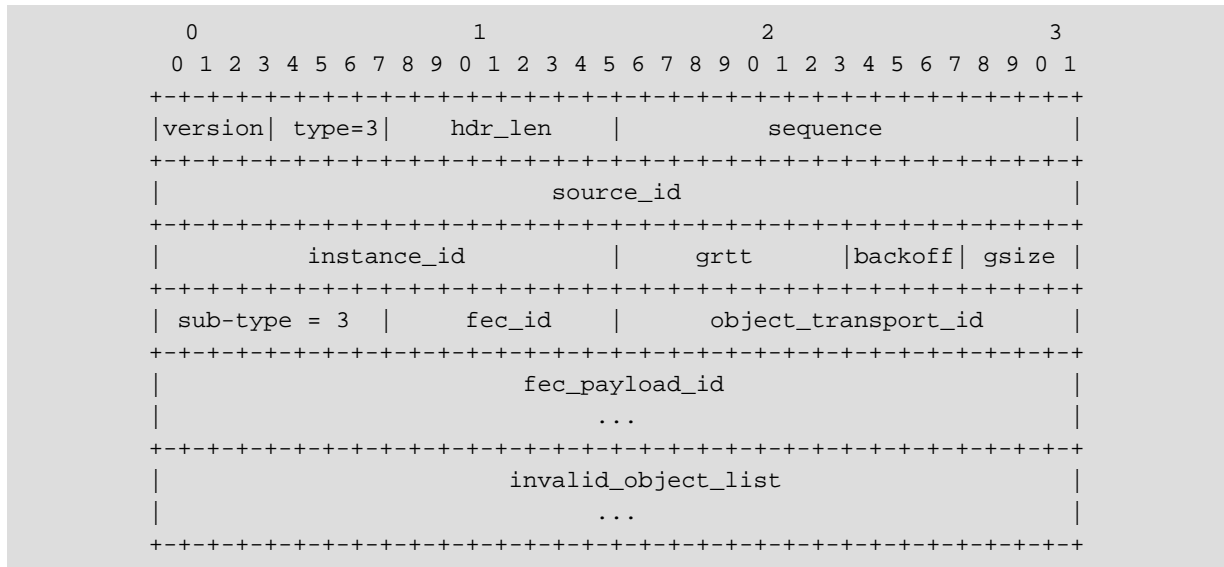 0                   1                   2                   3
0 1 2 3 4 5 6 7 8 9 0 1 2 3 4 5 6 7 8 9 0 1 2 3 4 5 6 7 8 9 0 1
+-+-+-+-+-+-+-+-+-+-+-+-+-+-+-+-+-+-+-+-+-+-+-+-+-+-+-+-+-+-+-+-+
|version| type=3|    hdr_len    |          sequence             |
+-+-+-+-+-+-+-+-+-+-+-+-+-+-+-+-+-+-+-+-+-+-+-+-+-+-+-+-+-+-+-+-+
|                           source_id                           |
+-+-+-+-+-+-+-+-+-+-+-+-+-+-+-+-+-+-+-+-+-+-+-+-+-+-+-+-+-+-+-+-+
|          instance_id          |     grtt      |backoff| gsize |
+-+-+-+-+-+-+-+-+-+-+-+-+-+-+-+-+-+-+-+-+-+-+-+-+-+-+-+-+-+-+-+-+
| sub-type = 3  |     fec_id    |      object_transport_id      |
+-+-+-+-+-+-+-+-+-+-+-+-+-+-+-+-+-+-+-+-+-+-+-+-+-+-+-+-+-+-+-+-+
|                         fec_payload_id                        |
|                              ...                              |
+-+-+-+-+-+-+-+-+-+-+-+-+-+-+-+-+-+-+-+-+-+-+-+-+-+-+-+-+-+-+-+-+
|                        invalid_object_list                    |
|                              ...                              |
+-+-+-+-+-+-+-+-+-+-+-+-+-+-+-+-+-+-+-+-+-+-+-+-+-+-+-+-+-+-+-+-+